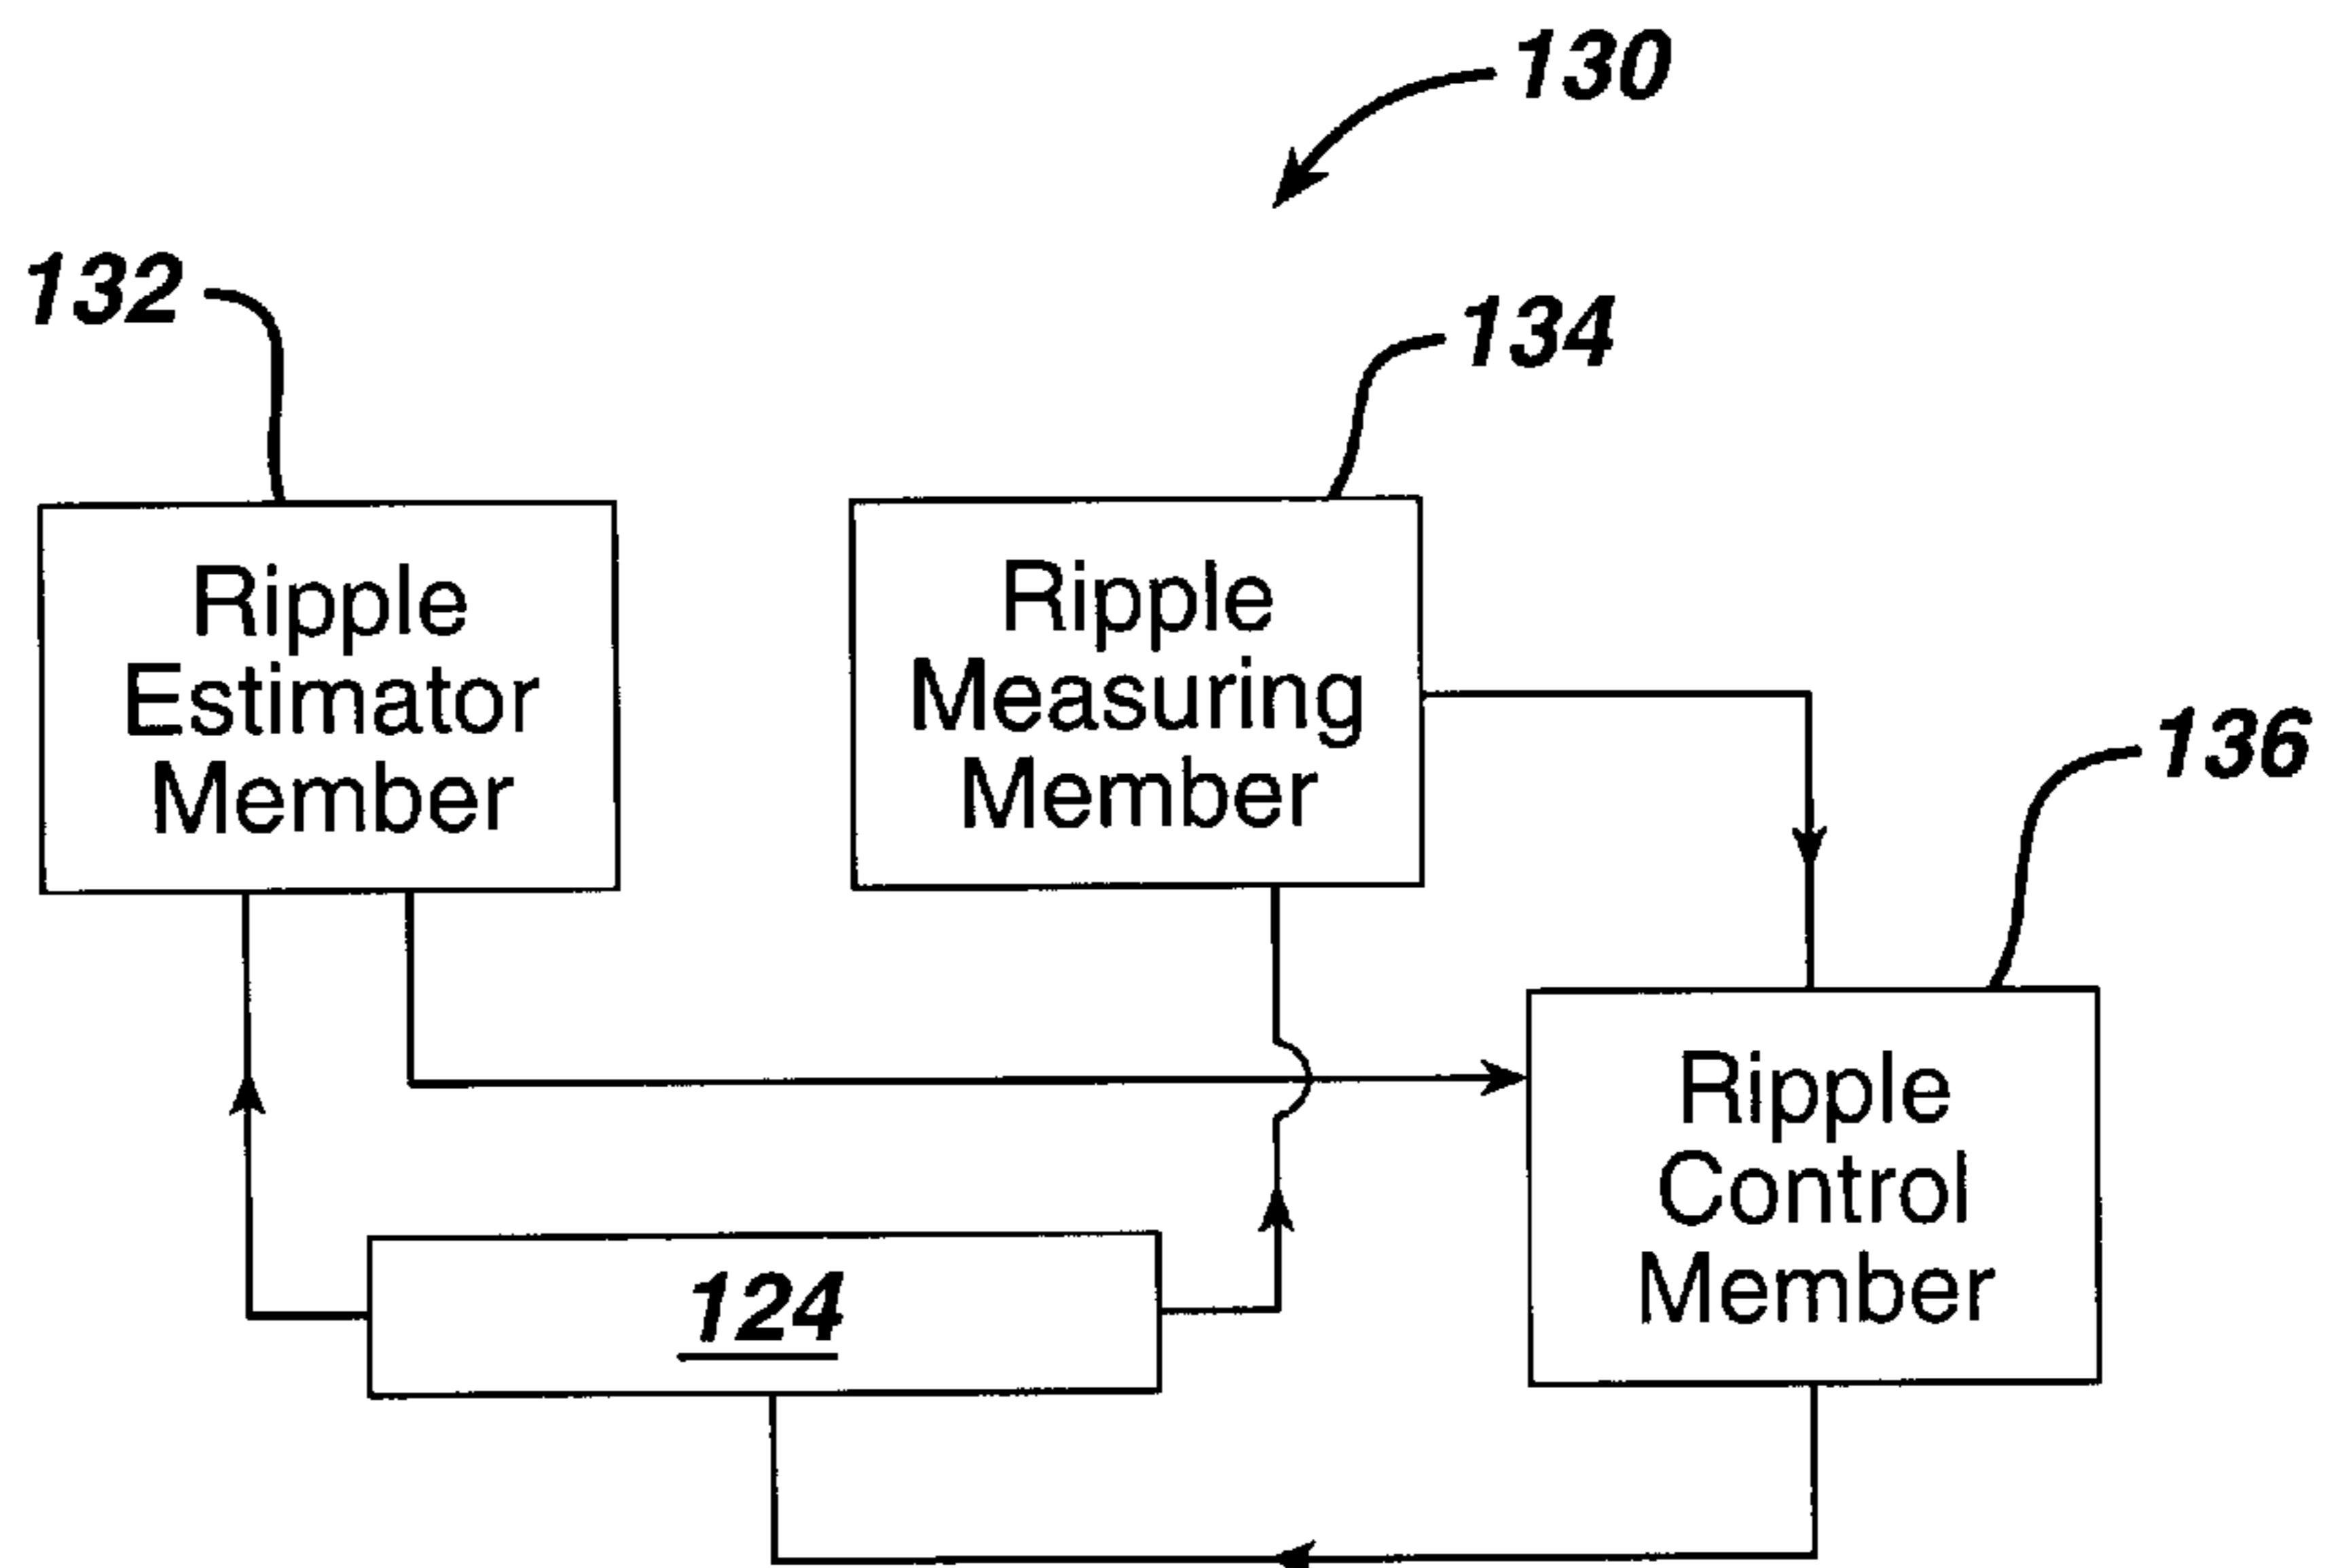 130
132
134
Ripple
Estimator
Member
Ripple
Measuring
Member
136
Ripple
Control
Member
124